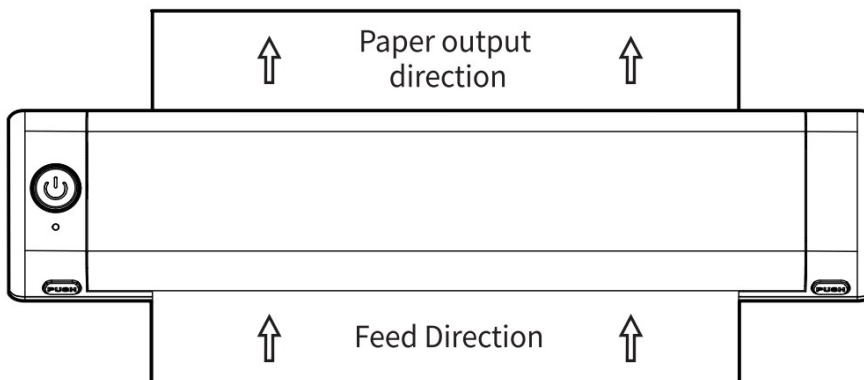 Paper output
direction
PUSH
PUSH
Feed Direction